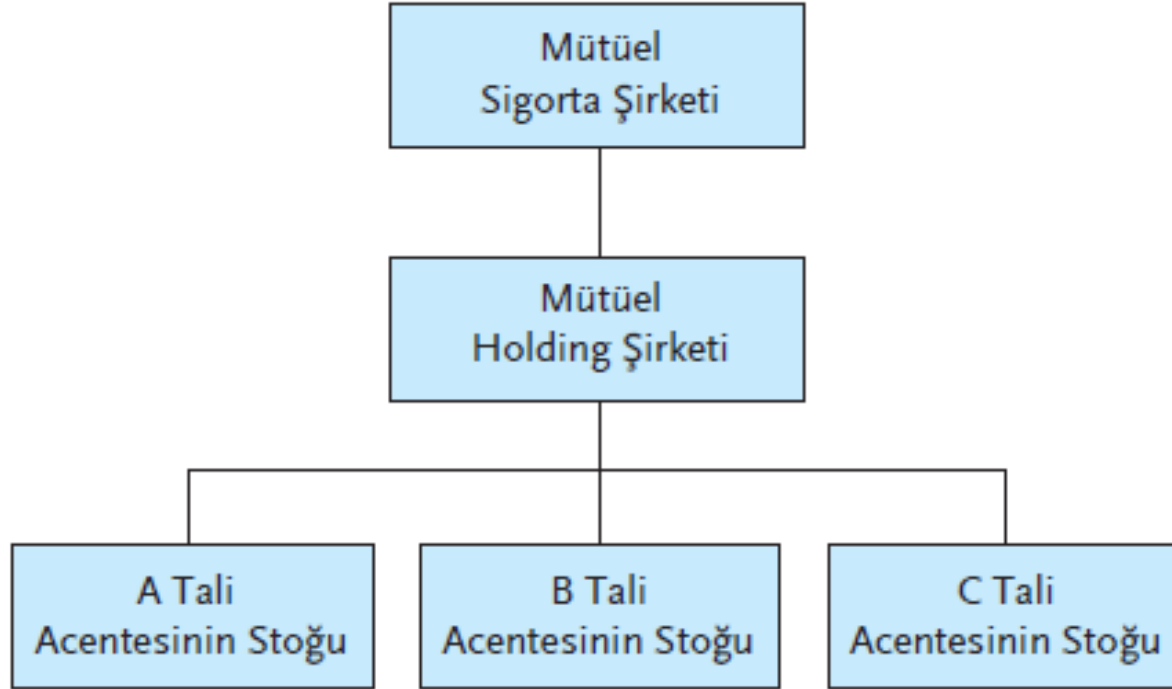 Mütüel
Sigorta Şirketi
Mütüel
Holding Şirketi
A Tali
Acentesinin Stoğu
B Tali
Acentesinin Stoğu
C Tali
Acentesinin Stoğu